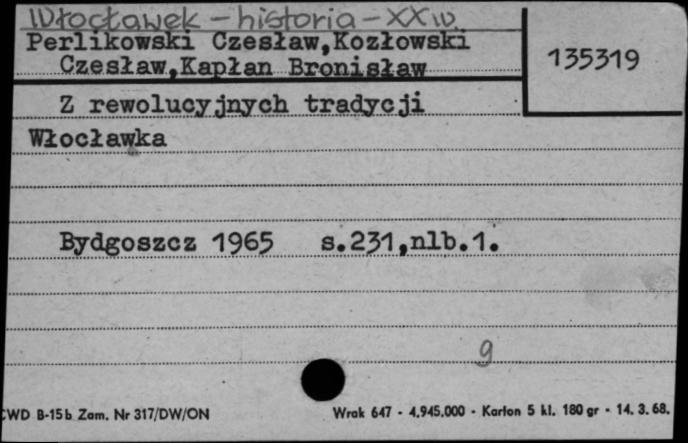 Włocławek - historia - XX w.
Perlikowski Czesław,Kozłowski
Czesław,Kapłan Bronisław
135319
Z rewolucyjnych tradycji
Włocławka
Bydgoszcz 1965 s.231,nlb.1.
9
CWD B-15b Zam. Nr 317/DW/ON Wrak 647 - 4.945.000 - Karton 5 kl. 180 gr - 14. 3. 68.